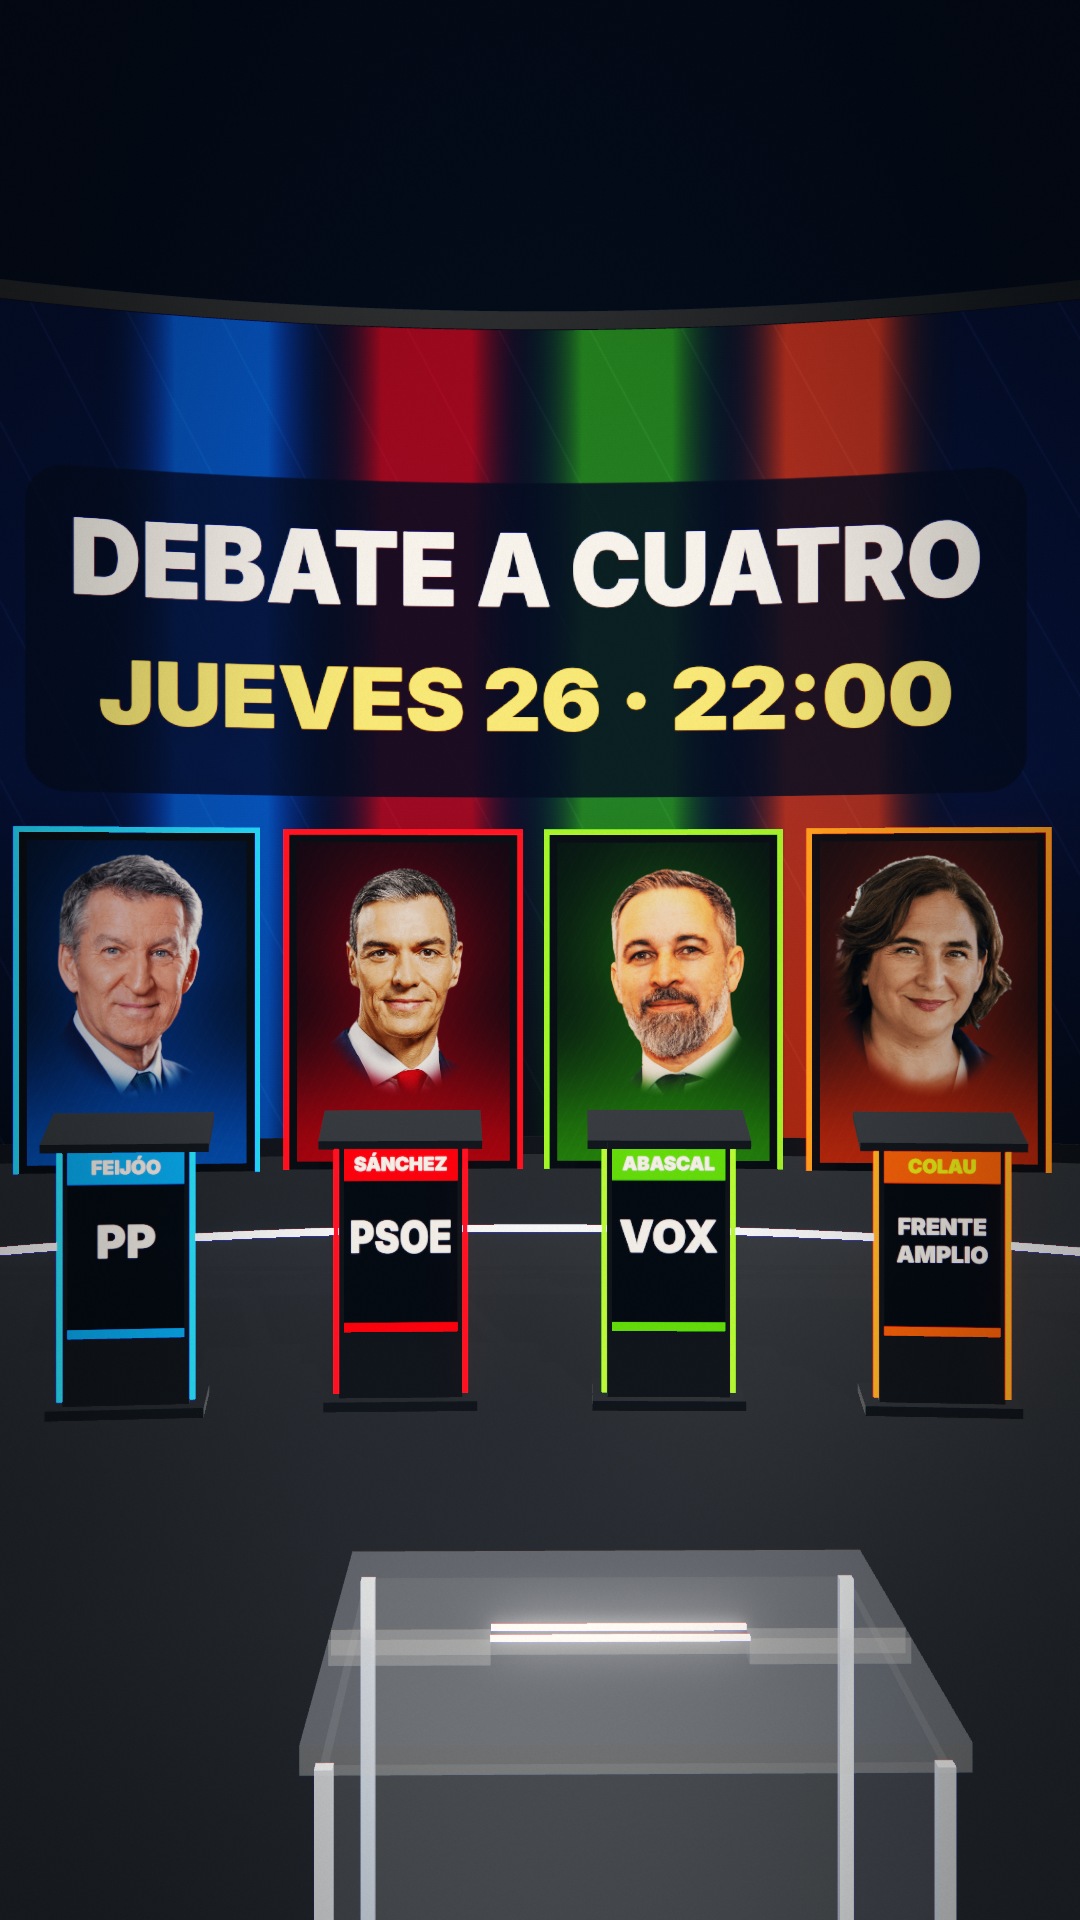 DEBATE A CUATRO
JUEVES 26 · 22:00
FEIJÓO
PP
SÁNCHEZ
PSOE
ABASCAL
VOX
COLAU
FRENTE
AMPLIO